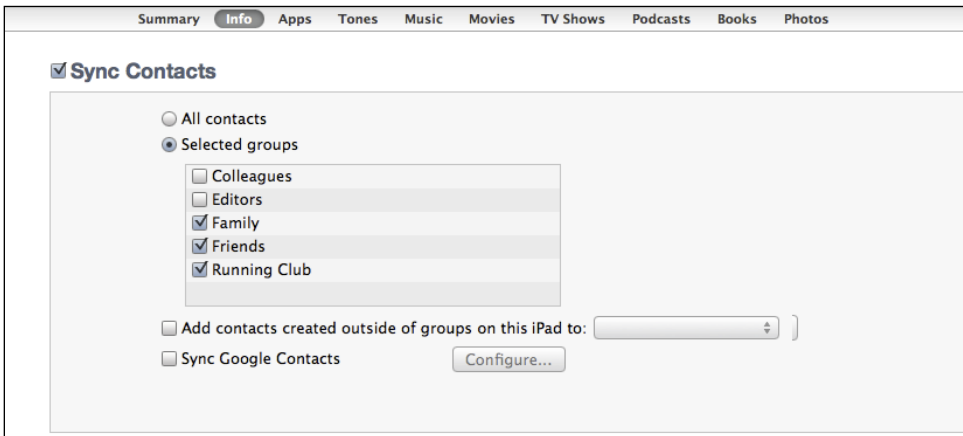 Summary Info Apps Tones Music Movies TV Shows Podcasts Books Photos
Sync Contacts
All contacts
Selected groups
Colleagues
Editors
Family
Friends
Running Club
Add contacts created outside of groups on this iPad to:
Sync Google Contacts Configure...